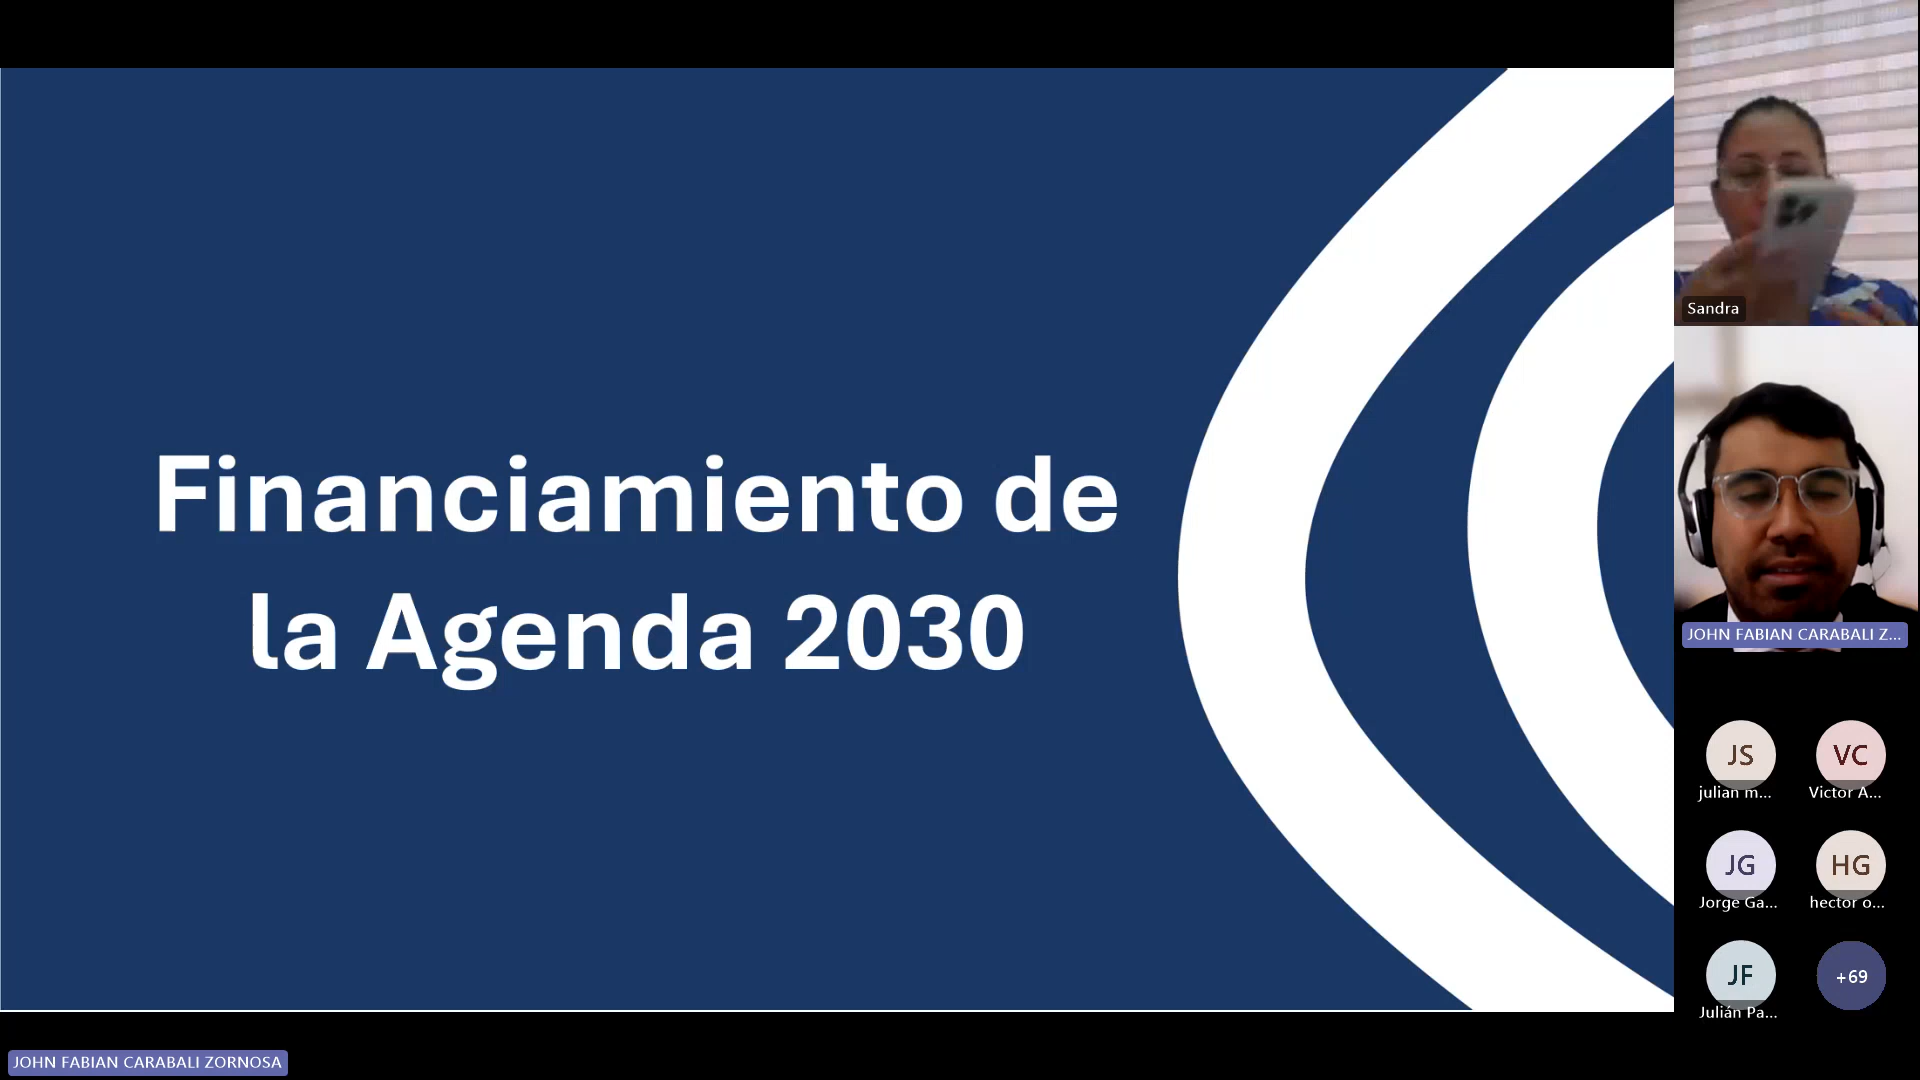 Financiamiento de
la Agenda 2030
Sandra
JOHN FABIAN CARABALI Z...
JS
julian m...
VC
Victor A...
JG
Jorge Ga...
HG
hector o...
JF
Julián Pa...
+69
JOHN FABIAN CARABALI ZORNOSA